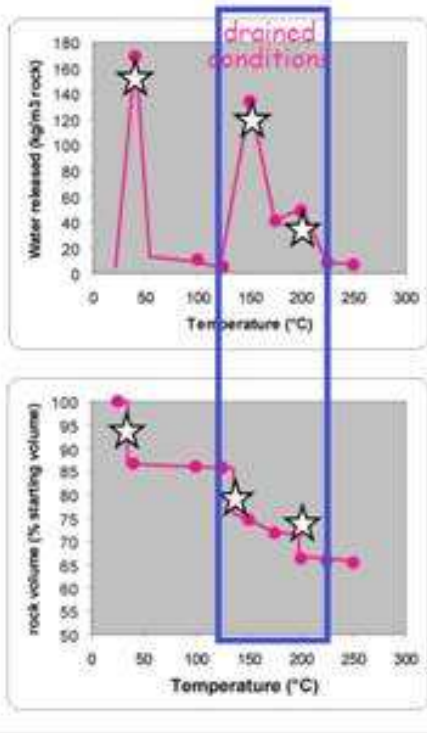 drained
conditions
180
160
140
120
100
80
60
40
20
0
Water released (kg/m3 rock)
0 50 100 150 200 250 300
Temperature (°C)
100
95
90
85
80
75
70
65
60
55
50
rock volume (% starting volume)
0 50 100 150 200 250 300
Temperature (°C)